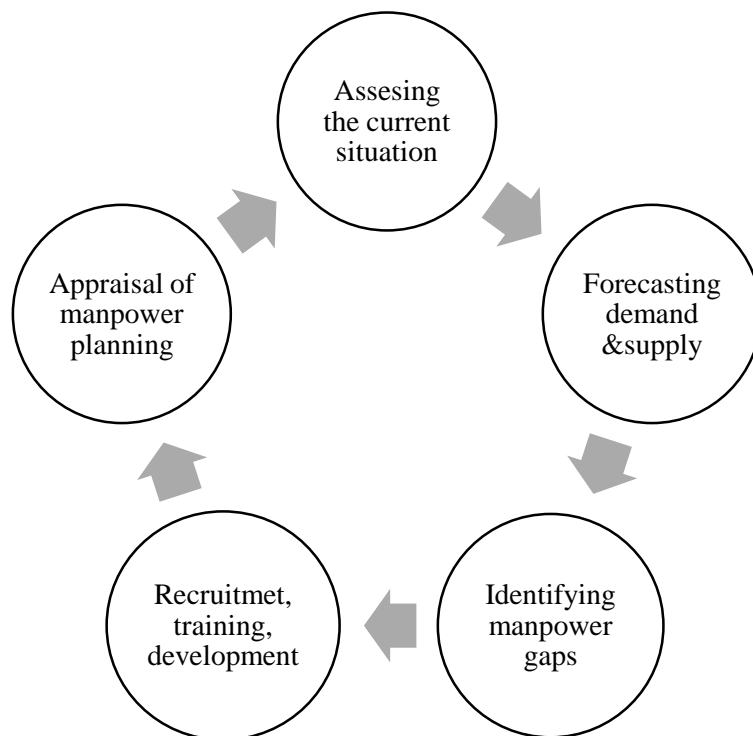 Assesing
the current
situation
Forecasting
demand
&supply
Identifying
manpower
gaps
Recruitmet,
training,
development
Appraisal of
manpower
planning